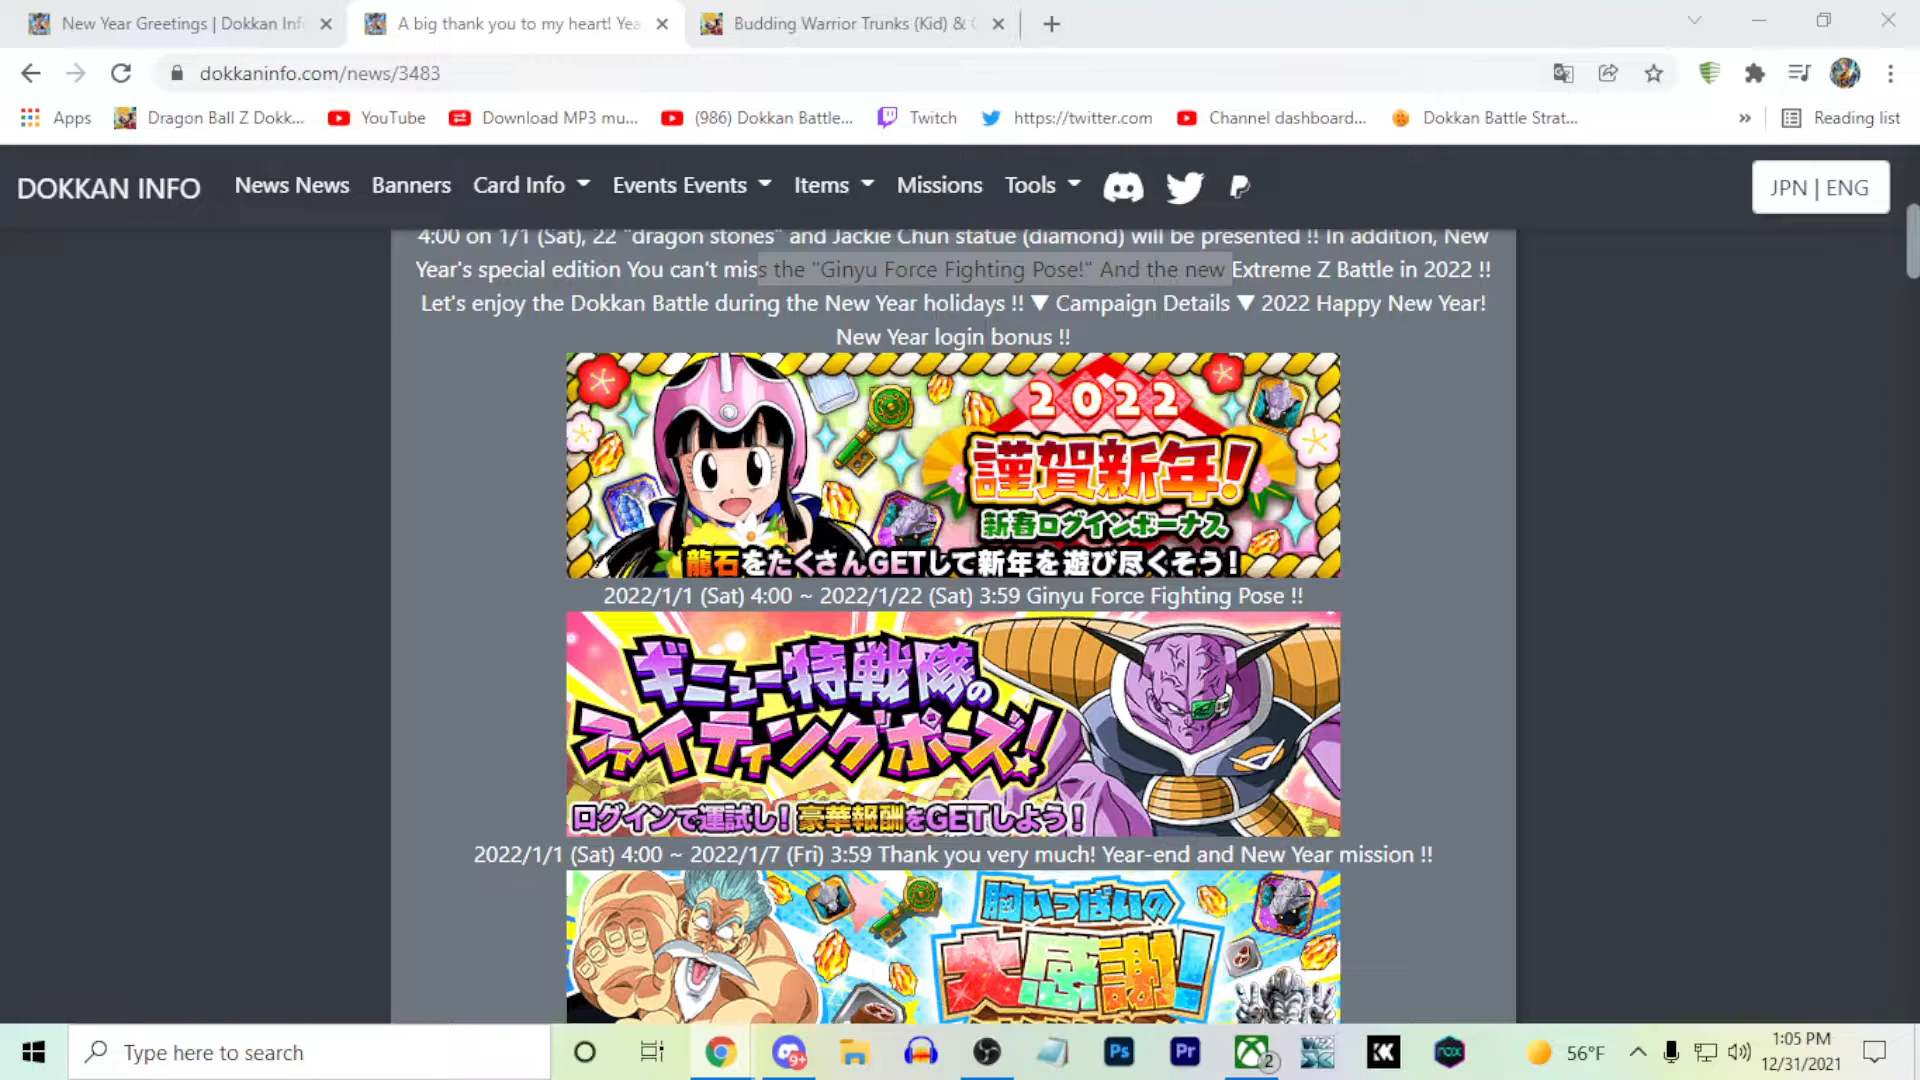 New Year Greetings | Dokkan Inf
A big thank you to my heart! Yea
Budding Warrior Trunks (Kid) &
dokkaninfo.com/news/3483
Apps
Dragon Ball Z Dokk...
YouTube
Download MP3 mu...
(986) Dokkan Battle...
Twitch
https://twitter.com
Channel dashboard...
Dokkan Battle Strat...
»
Reading list
DOKKAN INFO
News News
Banners
Card Info
Events Events
Items
Missions
Tools
JPN | ENG
4:00 on 1/1 (Sat), 22 "dragon stones" and Jackie Chun statue (diamond) will be presented !! In addition, New
Year's special edition You can't miss the "Ginyu Force Fighting Pose!" And the new Extreme Z Battle in 2022 !!
Let's enjoy the Dokkan Battle during the New Year holidays !! ▼ Campaign Details ▼ 2022 Happy New Year!
New Year login bonus !!
2022
謹賀新年!
新春ログインボーナス
龍石をたくさんGETして新年を遊び尽くそう!
2022/1/1 (Sat) 4:00 ~ 2022/1/22 (Sat) 3:59 Ginyu Force Fighting Pose !!
ギニュー特戦隊の
ファイティングポーズ!
ログインで運試し!豪華報酬をGETしよう!
2022/1/1 (Sat) 4:00 ~ 2022/1/7 (Fri) 3:59 Thank you very much! Year-end and New Year mission !!
胸いっぱいの
大感謝!
Type here to search
9+
Ps
Pr
2
nox
56°F
1:05 PM
12/31/2021